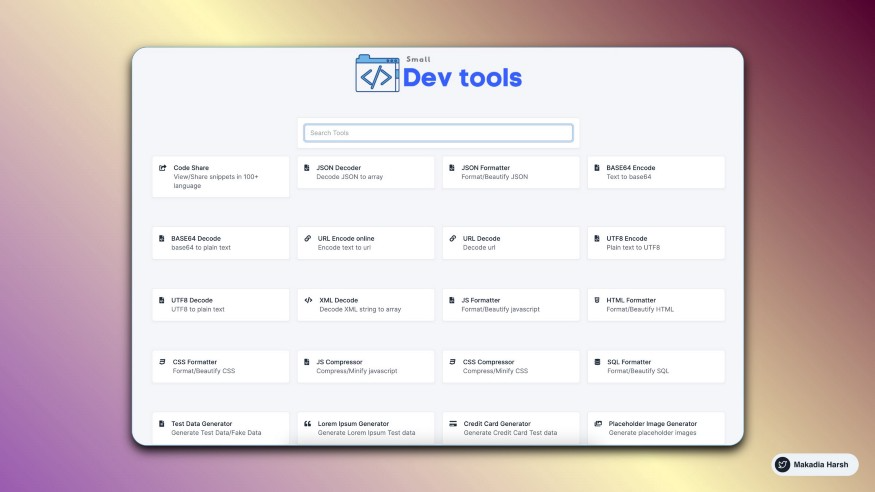 Small
Dev tools
Search Tools
Code Share
View/Share snippets in 100+
language
JSON Decoder
Decode JSON to array
JSON Formatter
Format/Beautify JSON
BASE64 Encode
Text to base64
BASE64 Decode
base64 to plain text
URL Encode online
Encode text to url
URL Decode
Decode url
UTF8 Encode
Plain text to UTF8
UTF8 Decode
UTF8 to plain text
XML Decode
Decode XML string to array
JS Formatter
Format/Beautify javascript
HTML Formatter
Format/Beautify HTML
CSS Formatter
Format/Beautify CSS
JS Compressor
Compress/Minify javascript
CSS Compressor
Compress/Minify CSS
SQL Formatter
Format/Beautify SQL
Test Data Generator
Generate Test Data/Fake Data
Lorem Ipsum Generator
Generate Lorem Ipsum Test data
Credit Card Generator
Generate Credit Card Test data
Placeholder Image Generator
Generate placeholder images
Makadia Harsh